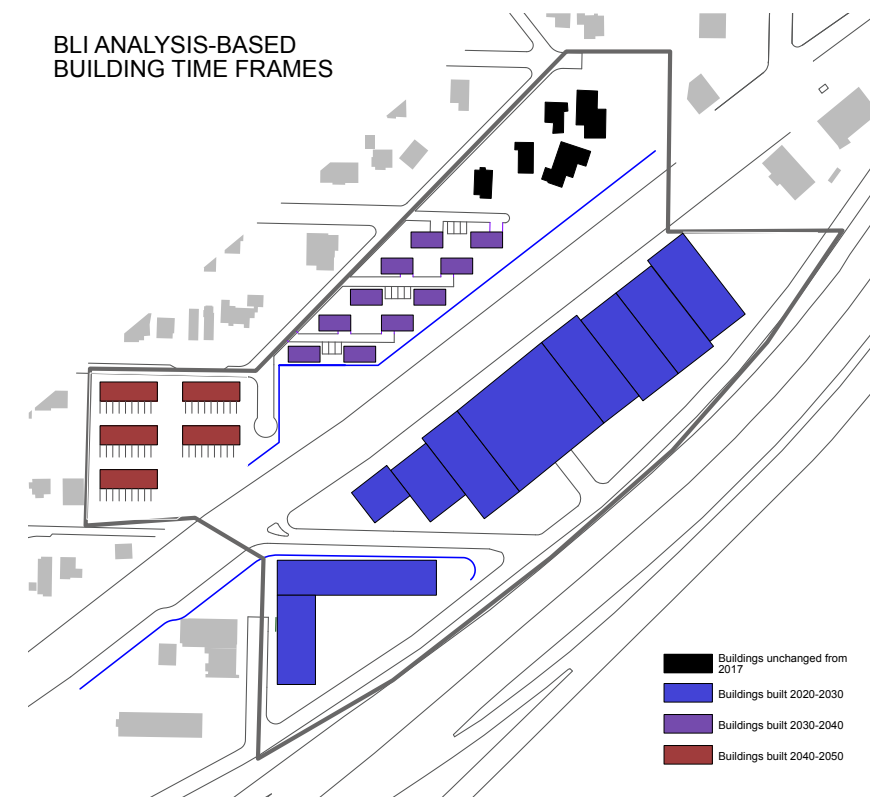 BLI ANALYSIS-BASED
BUILDING TIME FRAMES
Buildings unchanged from
2017
Buildings built 2020-2030
Buildings built 2030-2040
Buildings built 2040-2050